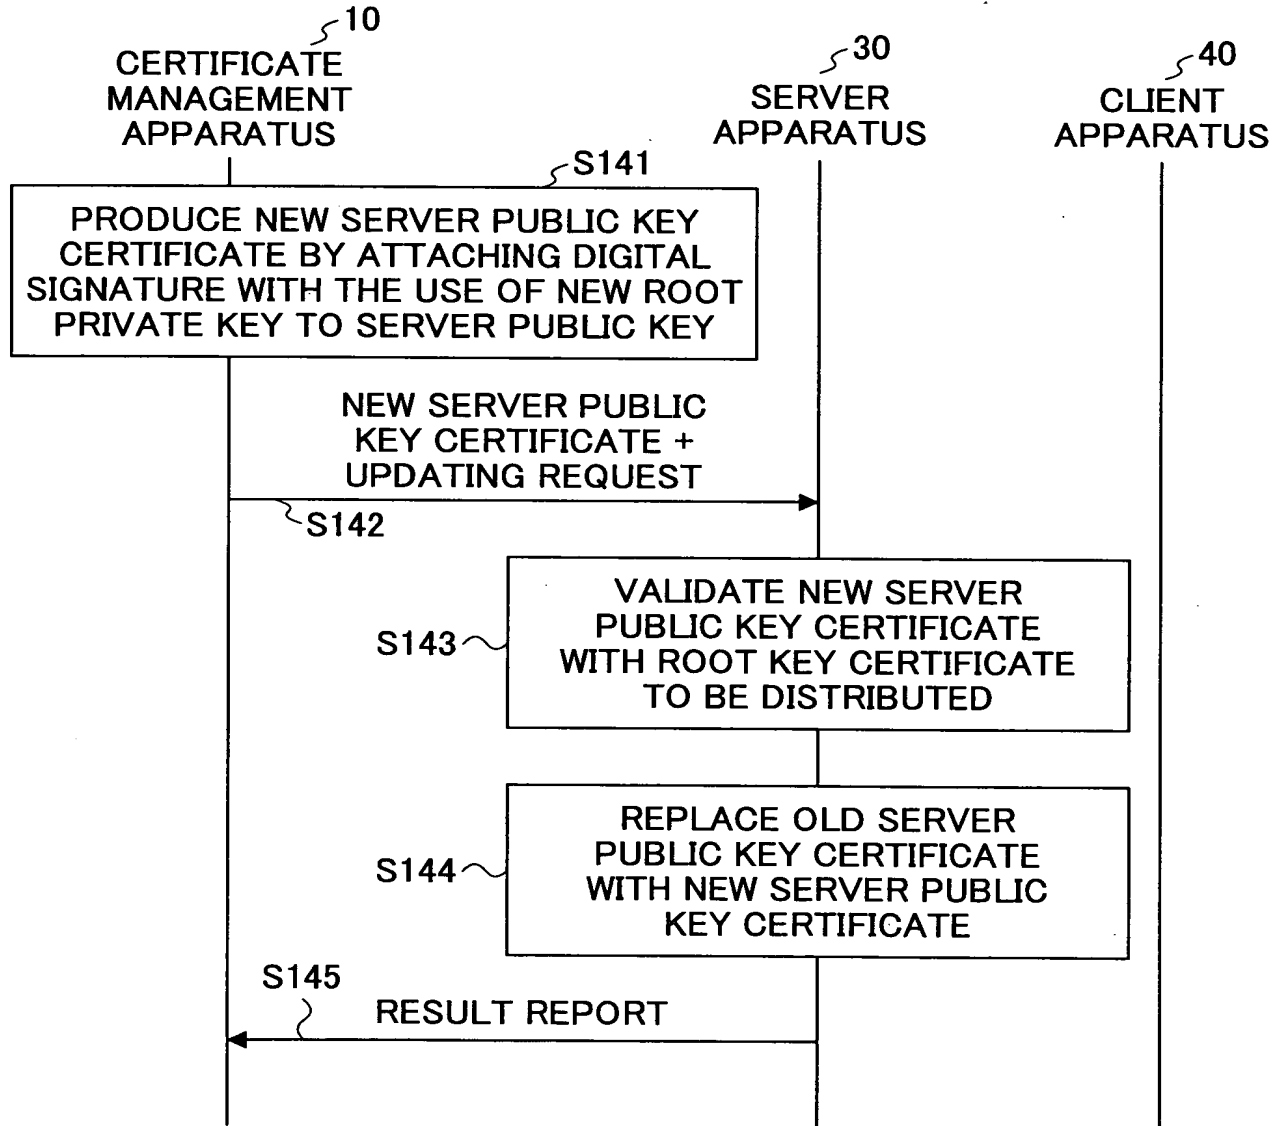 10
CERTIFICATE
MANAGEMENT
APPARATUS
30
SERVER
APPARATUS
40
CLIENT
APPARATUS
S141
PRODUCE NEW SERVER PUBLIC KEY
CERTIFICATE BY ATTACHING DIGITAL
SIGNATURE WITH THE USE OF NEW ROOT
PRIVATE KEY TO SERVER PUBLIC KEY
NEW SERVER PUBLIC
KEY CERTIFICATE +
UPDATING REQUEST
S142
S143
VALIDATE NEW SERVER
PUBLIC KEY CERTIFICATE
WITH ROOT KEY CERTIFICATE
TO BE DISTRIBUTED
S144
REPLACE OLD SERVER
PUBLIC KEY CERTIFICATE
WITH NEW SERVER PUBLIC
KEY CERTIFICATE
S145
RESULT REPORT